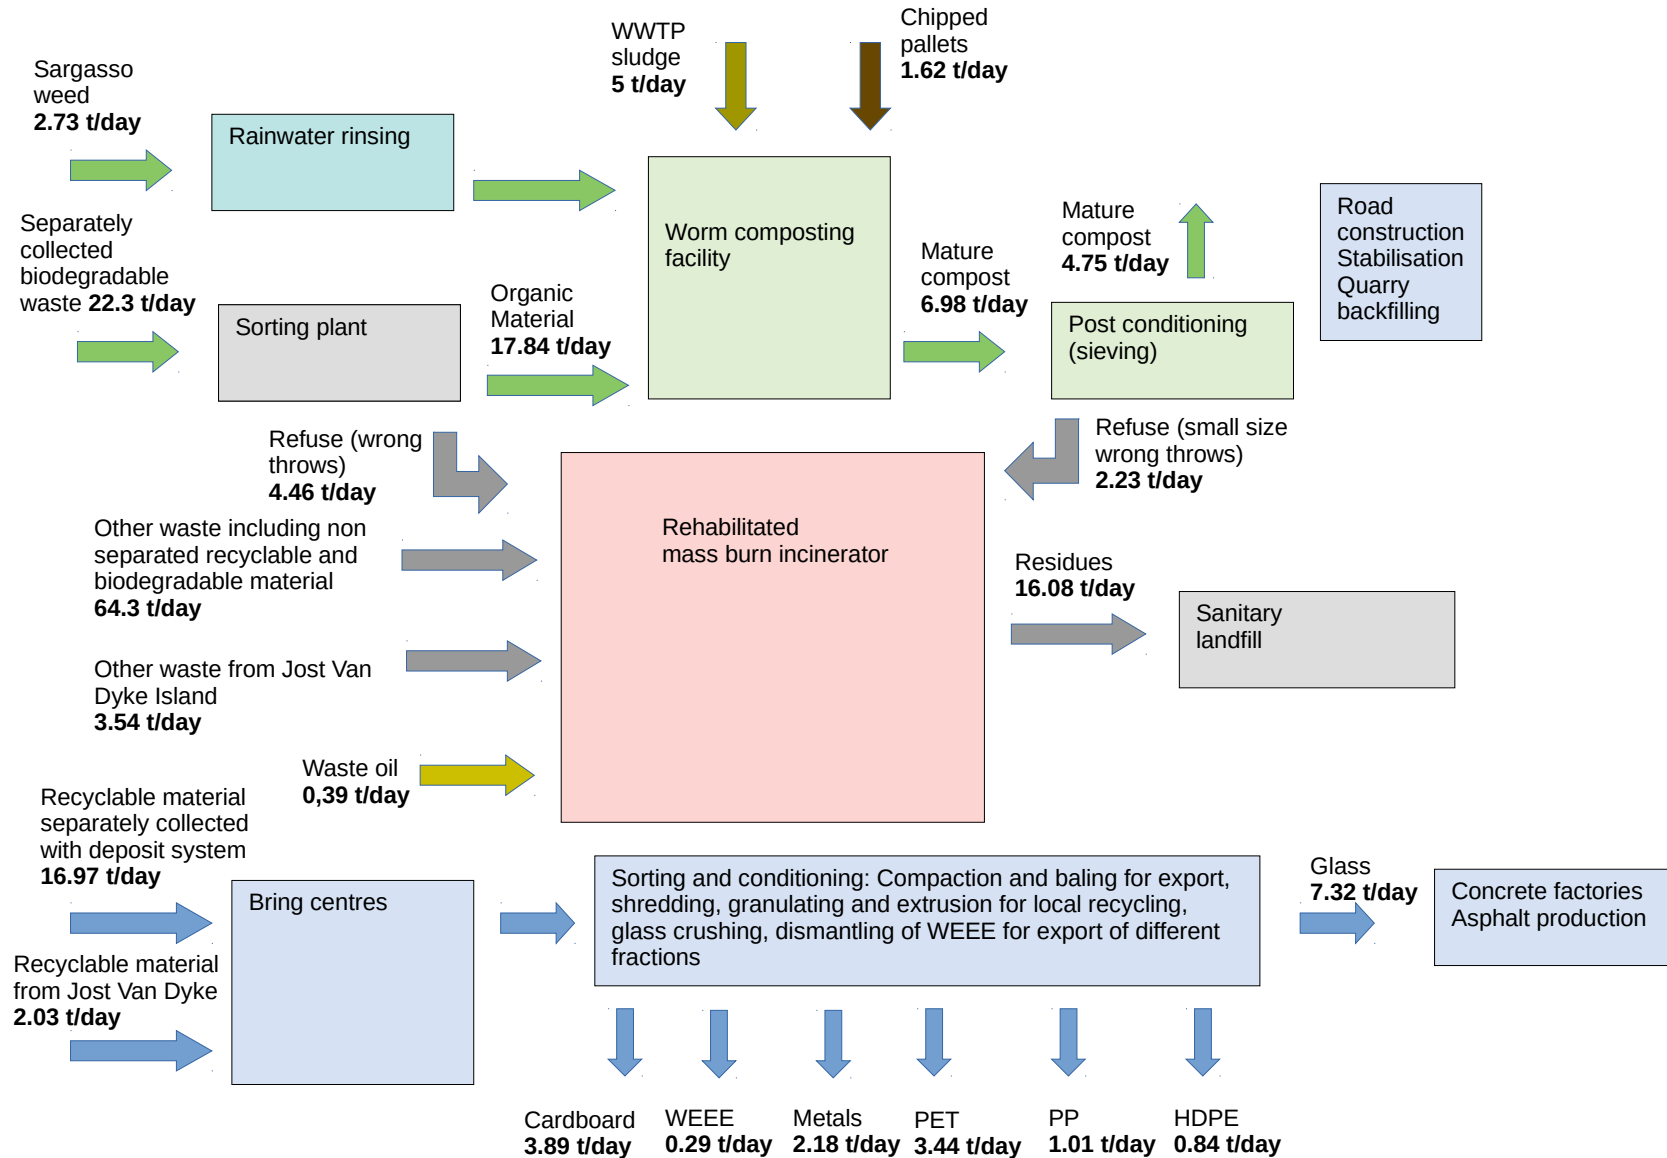 WWTP
sludge
5 t/day
Chipped
pallets
1.62 t/day
Sargasso
weed
2.73 t/day
Rainwater rinsing
Separately
collected
biodegradable
waste 22.3 t/day
Sorting plant
Organic
Material
17.84 t/day
Worm composting
facility
Mature
compost
6.98 t/day
Mature
compost
4.75 t/day
Post conditioning
(sieving)
Road
construction
Stabilisation
Quarry
backfilling
Refuse (wrong
throws)
4.46 t/day
Refuse (small size
wrong throws)
2.23 t/day
Other waste including non
separated recyclable and
biodegradable material
64.3 t/day
Rehabilitated
mass burn incinerator
Residues
16.08 t/day
Sanitary
landfill
Other waste from Jost Van
Dyke Island
3.54 t/day
Waste oil
0,39 t/day
Recyclable material
separately collected
with deposit system
16.97 t/day
Recyclable material
from Jost Van Dyke
2.03 t/day
Bring centres
Sorting and conditioning: Compaction and baling for export,
shredding, granulating and extrusion for local recycling,
glass crushing, dismantling of WEEE for export of different
fractions
Glass
7.32 t/day
Concrete factories
Asphalt production
Cardboard
3.89 t/day
WEEE
0.29 t/day
Metals
2.18 t/day
PET
3.44 t/day
PP
1.01 t/day
HDPE
0.84 t/day